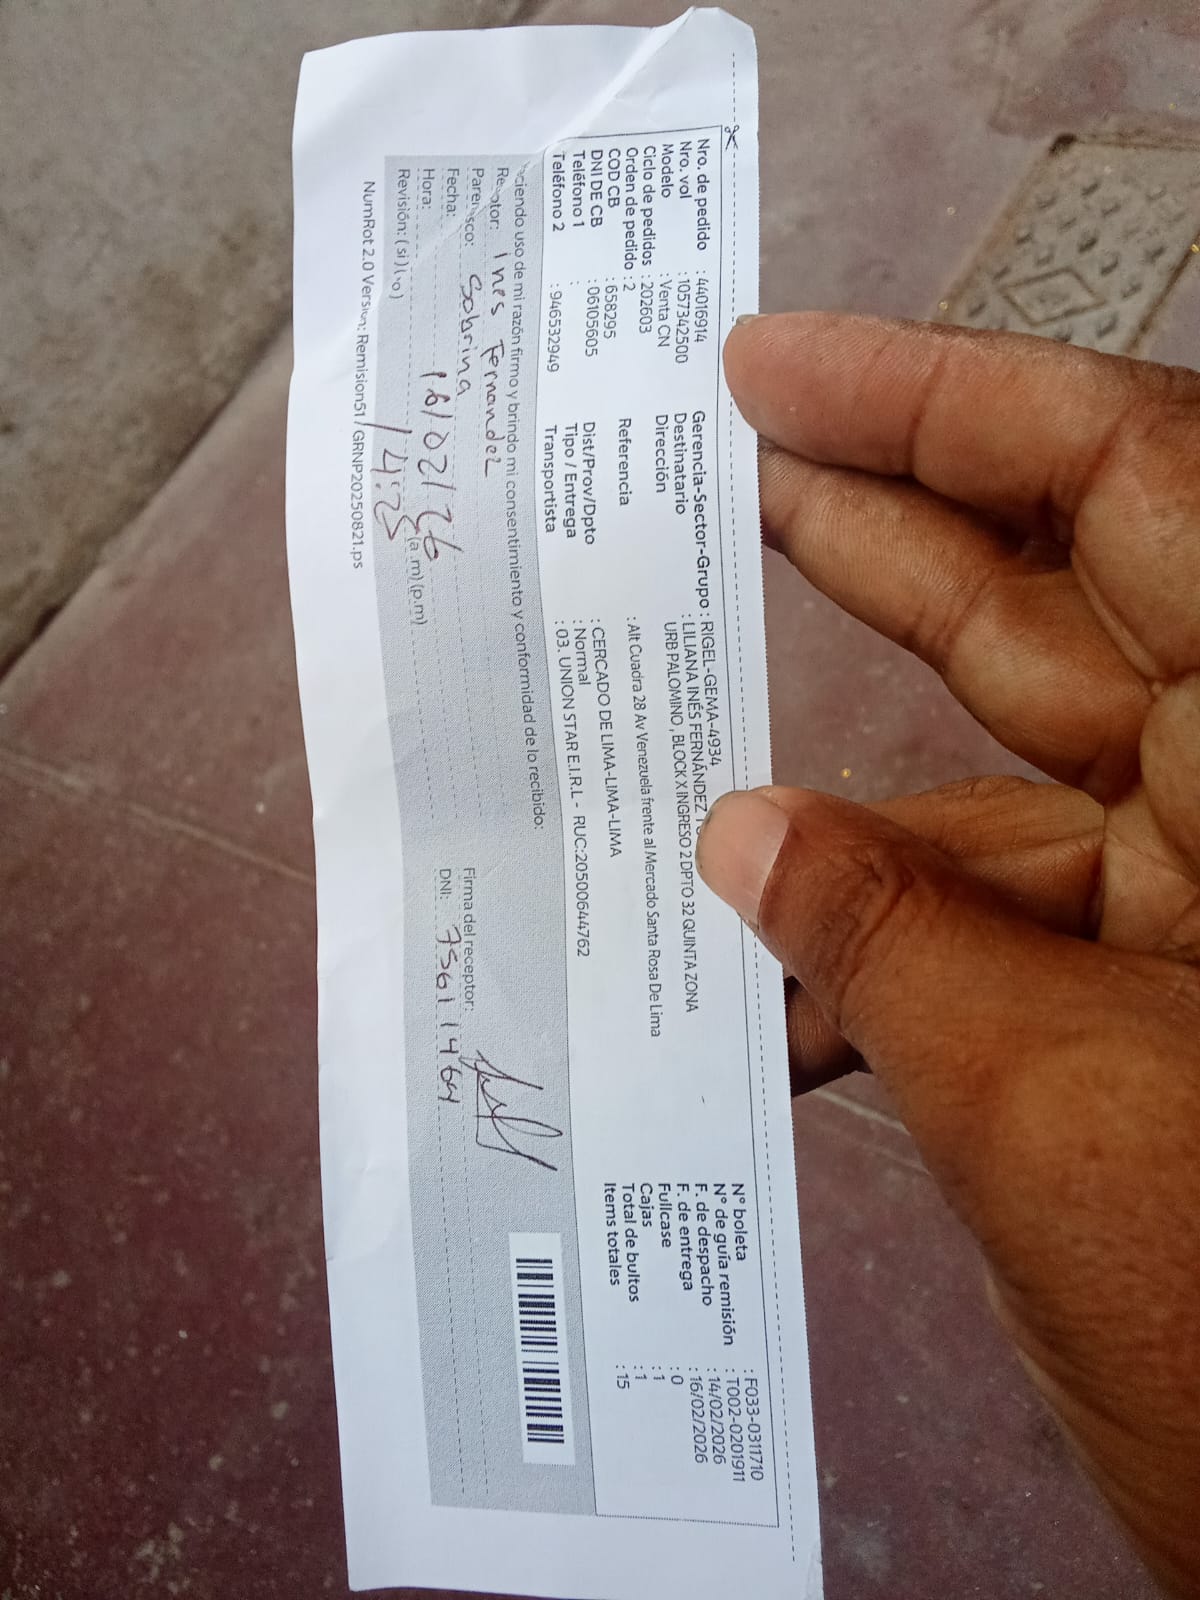 Nro. de pedido : 44016914
Nro. vol : 1057342500
Modelo : Venta CN
Ciclo de pedidos : 202603
Orden de pedido : 2
COD CB : 658295
DNI DE CB : 06105605
Teléfono 1 :
Teléfono 2 : 946532949
Gerencia-Sector-Grupo : RIGEL-GEMA-4934
Destinatario : LILIANA INÉS FERNÁNDEZ
Dirección URB PALOMINO , BLOCK X INGRESO 2 DPTO 32 QUINTA ZONA
Referencia : Alt Cuadra 28 Av Venezuela frente al Mercado Santa Rosa De Lima
Dist/Prov/Dpto : CERCADO DE LIMA-LIMA-LIMA
Tipo / Entrega : Normal
Transportista : 03. UNION STAR E.I.R.L - RUC:20500644762
N° boleta : F033-0311710
N° de guía remisión : T002-0201911
F. de despacho : 14/02/2026
F. de entrega : 16/02/2026
Fullcase : 0
Cajas : 1
Total de bultos : 1
Items totales : 15
uso de mi razón firmo y brindo mi consentimiento y conformidad de lo recibido:
Inés Fernandez
Sobrina
Fecha: 16/02/26
Hora: 14:25 (a .m) (p.m)
Revisión: ( si )
Firma del receptor:
DNI: 75611464
NumRot 2.0 Version: Remision51 / GRNP20250821.ps